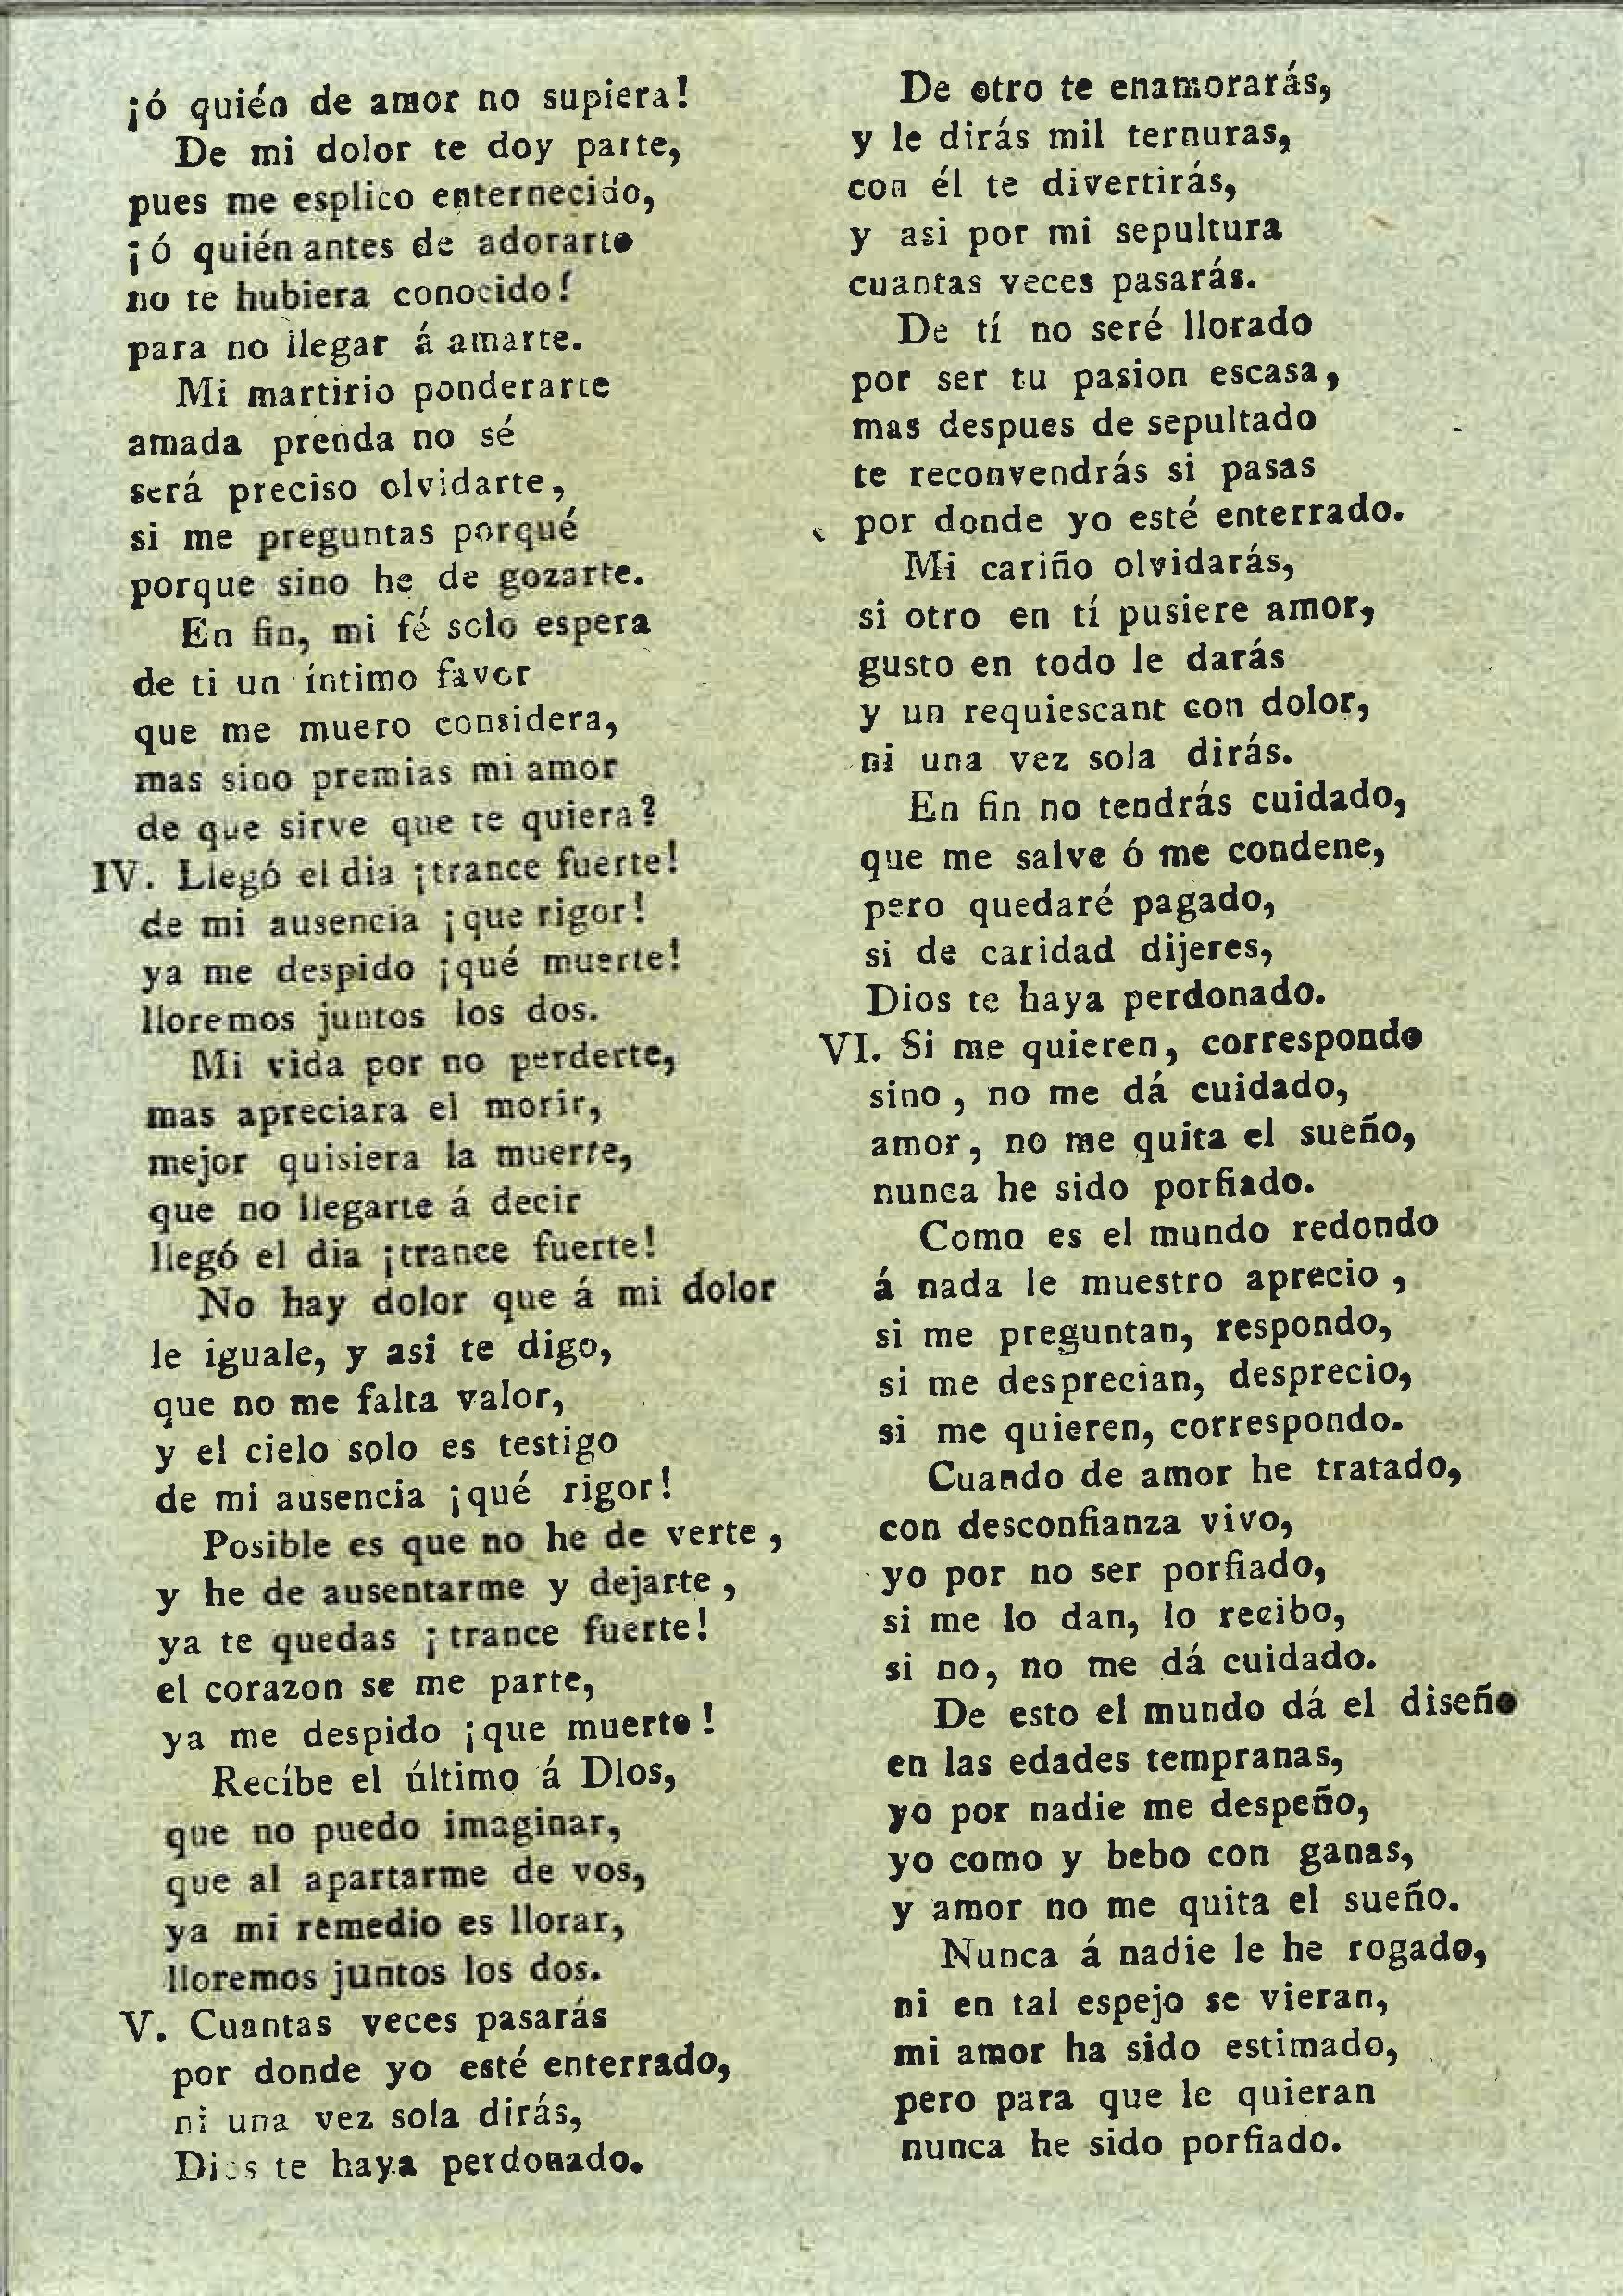 ¡ó quién de amor no supiera!
De mi dolor te doy parte,
pues me esplico enternecido,
¡ó quién antes de adorarte
no te hubiera conocido!
para no llegar á amarte.
Mi martirio ponderarte
amada prenda no sé
será preciso olvidarte,
si me preguntas porqué
porque sino he de gozarte.
En fin, mi fé solo espera
de ti un íntimo favor
que me muero considera,
mas sino premias mi amor
de que sirve que te quiera?
IV. Llegó el dia ¡trance fuerte!
de mi ausencia ¡que rigor!
ya me despido ¡qué muerte!
lloremos juntos los dos.
Mi vida por no perderte,
mas apreciara el morir,
mejor quisiera la muerte,
que no llegarte á decir
llegó el dia ¡trance fuerte!
No hay dolor que á mi dolor
le iguale, y asi te digo,
que no me falta valor,
y el cielo solo es testigo
de mi ausencia ¡qué rigor!
Posible es que no he de verte,
y he de ausentarme y dejarte,
ya te quedas ¡trance fuerte!
el corazon se me parte,
ya me despido ¡que muerte!
Recíbe el último á DIos,
que no puedo imaginar,
que al apartarme de vos,
ya mi remedio es llorar,
lloremos juntos los dos.
V. Cuantas veces pasarás
por donde yo esté enterrado,
ni una vez sola dirás,
Dios te haya perdonado.
De otro te enamorarás,
y le dirás mil ternuras,
con él te divertirás,
y asi por mi sepultura
cuantas veces pasarás.
De tí no seré llorado
por ser tu pasion escasa,
mas despues de sepultado
te reconvendrás si pasas
por donde yo esté enterrado.
Mi cariño olvidarás,
si otro en tí pusiere amor,
gusto en todo le darás
y un requiescant con dolor,
ni una vez sola dirás.
En fin no tendrás cuidado,
que me salve ó me condene,
pero quedaré pagado,
si de caridad dijeres,
Dios te haya perdonado.
VI. Si me quieren, correspondo
sino, no me dá cuidado,
amor, no me quita el sueño,
nunca he sido porfiado.
Como es el mundo redondo
á nada le muestro aprecio,
si me preguntan, respondo,
si me desprecian, desprecio,
si me quieren, correspondo.
Cuando de amor he tratado,
con desconfianza vivo,
yo por no ser porfiado,
si me lo dan, lo recibo,
si no, no me dá cuidado.
De esto el mundo dá el diseño
en las edades tempranas,
yo por nadie me despeño,
yo como y bebo con ganas,
y amor no me quita el sueño.
Nunca á nadie le he rogado,
ni en tal espejo se vieran,
mi amor ha sido estimado,
pero para que le quieran
nunca he sido porfiado.